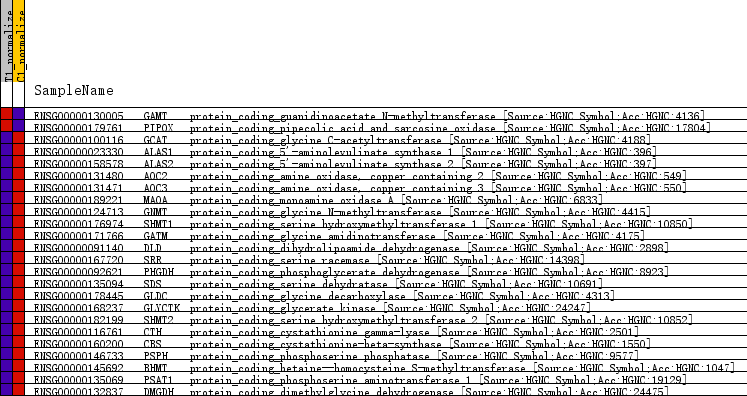 T1_normalize
C1_normalize
SampleName
ENSG00000130005 GAMT protein_coding_guanidinoacetate N-methyltransferase [Source:HGNC Symbol;Acc:HGNC:4136]
ENSG00000179761 PIPOX protein_coding_pipecolic acid and sarcosine oxidase [Source:HGNC Symbol;Acc:HGNC:17804]
ENSG00000100116 GCAT protein_coding_glycine C-acetyltransferase [Source:HGNC Symbol;Acc:HGNC:4188]
ENSG00000023330 ALAS1 protein_coding_5'-aminolevulinate synthase 1 [Source:HGNC Symbol;Acc:HGNC:396]
ENSG00000158578 ALAS2 protein_coding_5'-aminolevulinate synthase 2 [Source:HGNC Symbol;Acc:HGNC:397]
ENSG00000131480 AOC2 protein_coding_amine oxidase, copper containing 2 [Source:HGNC Symbol;Acc:HGNC:549]
ENSG00000131471 AOC3 protein_coding_amine oxidase, copper containing 3 [Source:HGNC Symbol;Acc:HGNC:550]
ENSG00000189221 MAOA protein_coding_monoamine oxidase A [Source:HGNC Symbol;Acc:HGNC:6833]
ENSG00000124713 GNMT protein_coding_glycine N-methyltransferase [Source:HGNC Symbol;Acc:HGNC:4415]
ENSG00000176974 SHMT1 protein_coding_serine hydroxymethyltransferase 1 [Source:HGNC Symbol;Acc:HGNC:10850]
ENSG00000171766 GATM protein_coding_glycine amidinotransferase [Source:HGNC Symbol;Acc:HGNC:4175]
ENSG00000091140 DLD protein_coding_dihydrolipoamide dehydrogenase [Source:HGNC Symbol;Acc:HGNC:2898]
ENSG00000167720 SRR protein_coding_serine racemase [Source:HGNC Symbol;Acc:HGNC:14398]
ENSG00000092621 PHGDH protein_coding_phosphoglycerate dehydrogenase [Source:HGNC Symbol;Acc:HGNC:8923]
ENSG00000135094 SDS protein_coding_serine dehydratase [Source:HGNC Symbol;Acc:HGNC:10691]
ENSG00000178445 GLDC protein_coding_glycine decarboxylase [Source:HGNC Symbol;Acc:HGNC:4313]
ENSG00000168237 GLYCTK protein_coding_glycerate kinase [Source:HGNC Symbol;Acc:HGNC:24247]
ENSG00000182199 SHMT2 protein_coding_serine hydroxymethyltransferase 2 [Source:HGNC Symbol;Acc:HGNC:10852]
ENSG00000116761 CTH protein_coding_cystathionine gamma-lyase [Source:HGNC Symbol;Acc:HGNC:2501]
ENSG00000160200 CBS protein_coding_cystathionine-beta-synthase [Source:HGNC Symbol;Acc:HGNC:1550]
ENSG00000146733 PSPH protein_coding_phosphoserine phosphatase [Source:HGNC Symbol;Acc:HGNC:9577]
ENSG00000145692 BHMT protein_coding_betaine--homocysteine S-methyltransferase [Source:HGNC Symbol;Acc:HGNC:1047]
ENSG00000135069 PSAT1 protein_coding_phosphoserine aminotransferase 1 [Source:HGNC Symbol;Acc:HGNC:19129]
ENSG00000132837 DMGDH protein_coding_dimethylglycine dehydrogenase [Source:HGNC Symbol;Acc:HGNC:24475]